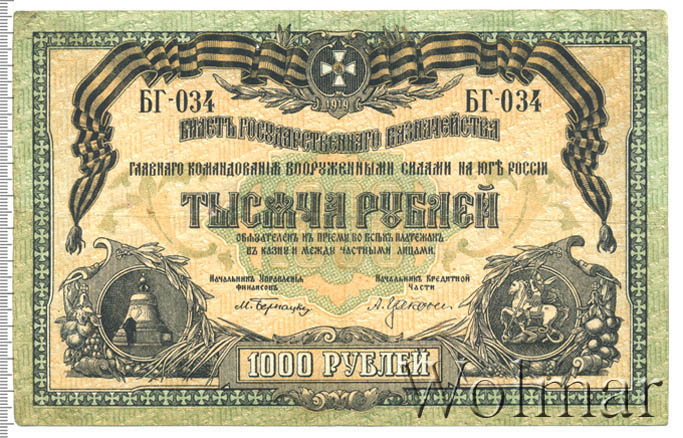 1919
БГ-034 БГ-034
Билетъ Государственнаго Казначейства
Главнаго Командованія Вооруженными Силами на Югѣ Россіи
ТЫСЯЧА РУБЛЕЙ
обязателенъ къ пріему во всѣхъ платежахъ
въ казну и между частными лицами.
Начальникъ Управленія
Финансовъ
Начальникъ Кредитной
Части
М. Бернацкій
1000 РУБЛЕЙ
Wolmar